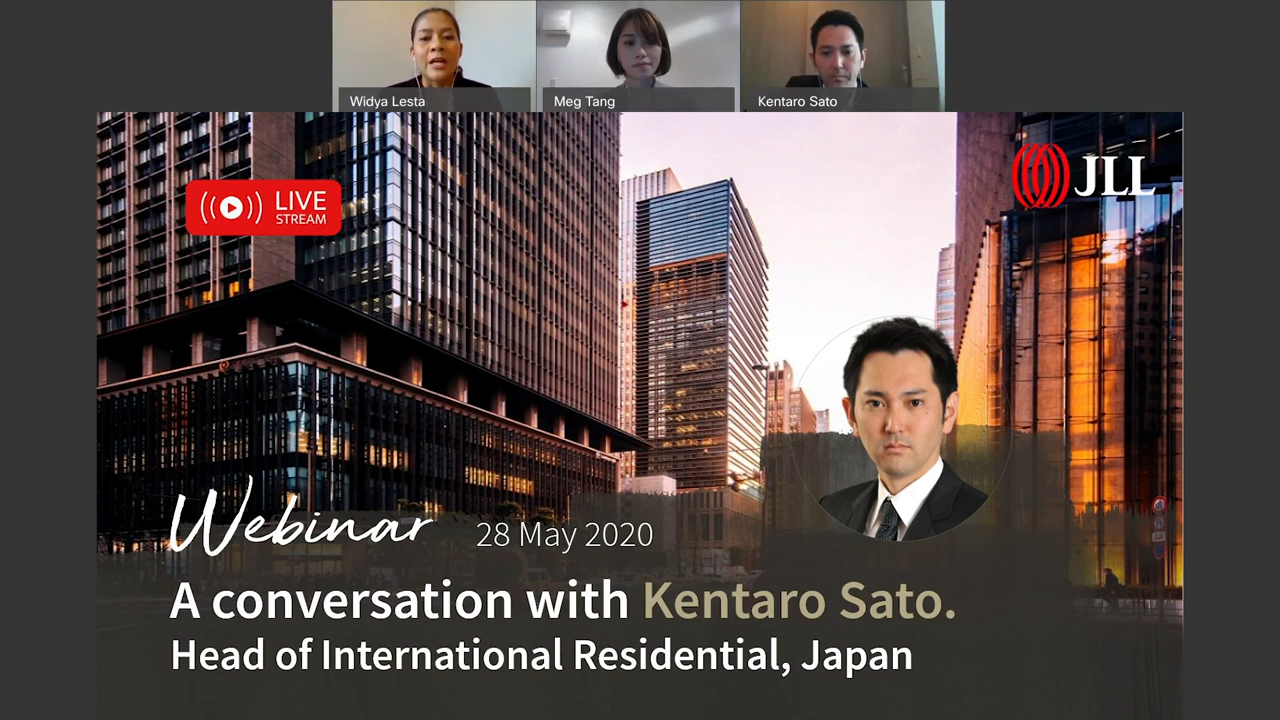 Widya Lesta
Meg Tang
Kentaro Sato
LIVE
STREAM
JLL
Webinar
28 May 2020
A conversation with Kentaro Sato.
Head of International Residential, Japan